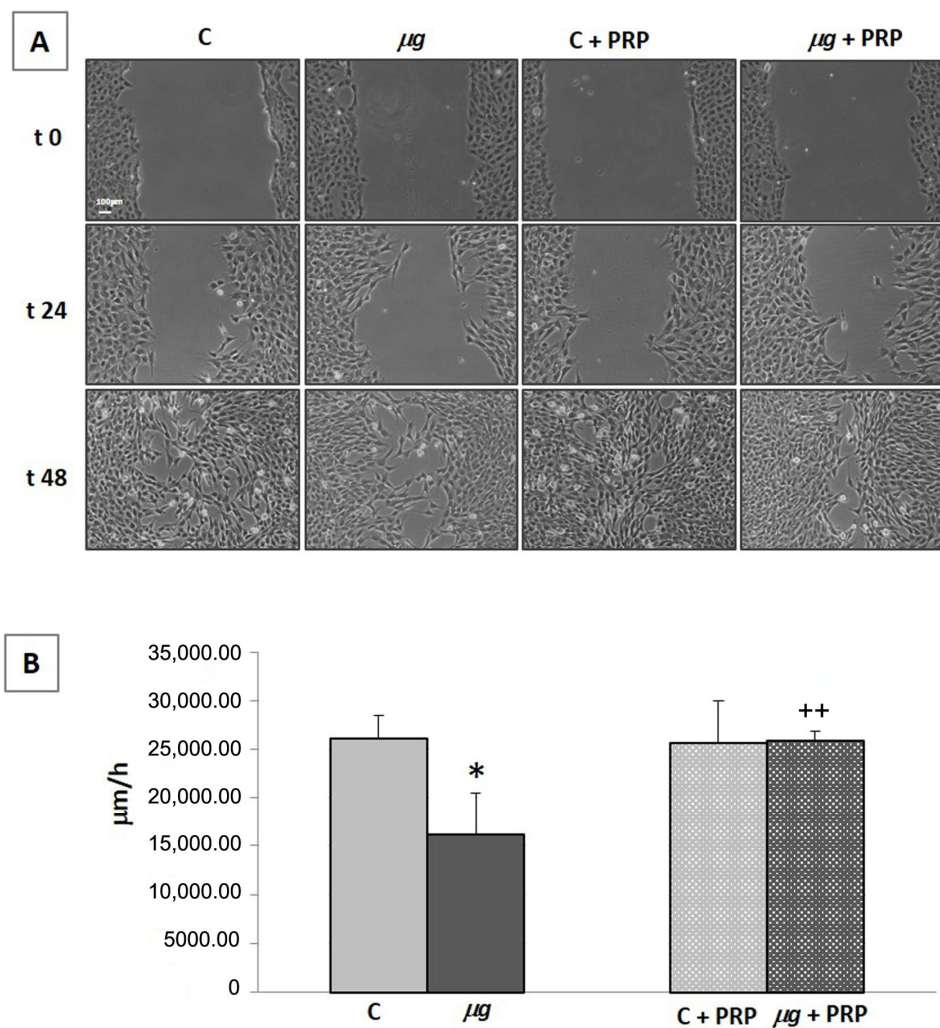 A
C
μg
C + PRP
μg + PRP
t 0
100μm
t 24
t 48
B
35,000.00
30,000.00
25,000.00
20,000.00
15,000.00
10,000.00
5000.00
0
μm/h
*
++
C
μg
C + PRP
μg + PRP